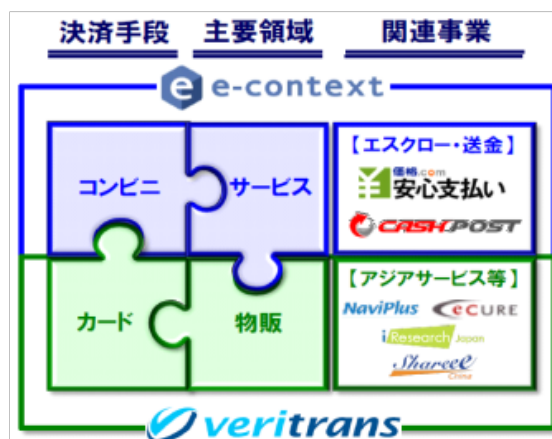 決済手段 主要領域 関連事業
e e-context
コンビニ サービス 【エスクロー・送金】
価格.com
安心支払い
CASHPOST
カード 物販 【アジアサービス等】
NaviPlus eCURE
iResearch Japan
Sharee
China
veritrans